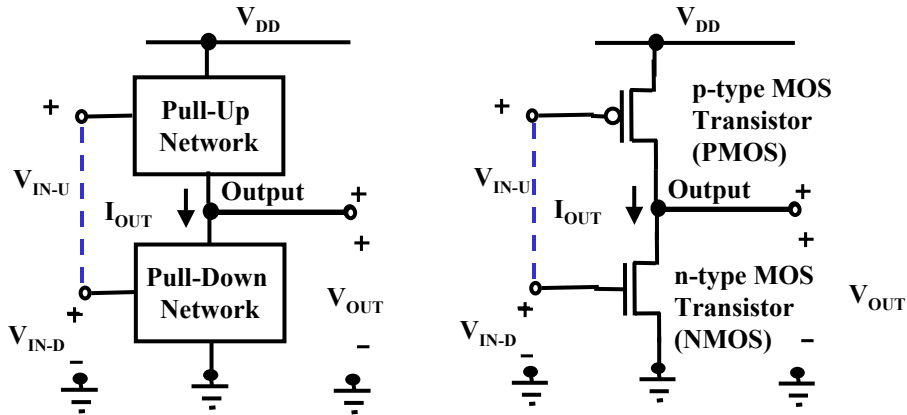 V_DD
+
Pull-Up
Network
V_IN-U
Output
+
I_OUT
+
Pull-Down
Network
V_OUT
+
V_IN-D
–
–
V_DD
+
p-type MOS
Transistor
(PMOS)
V_IN-U
Output
+
I_OUT
+
n-type MOS
Transistor
(NMOS)
V_OUT
+
V_IN-D
–
–